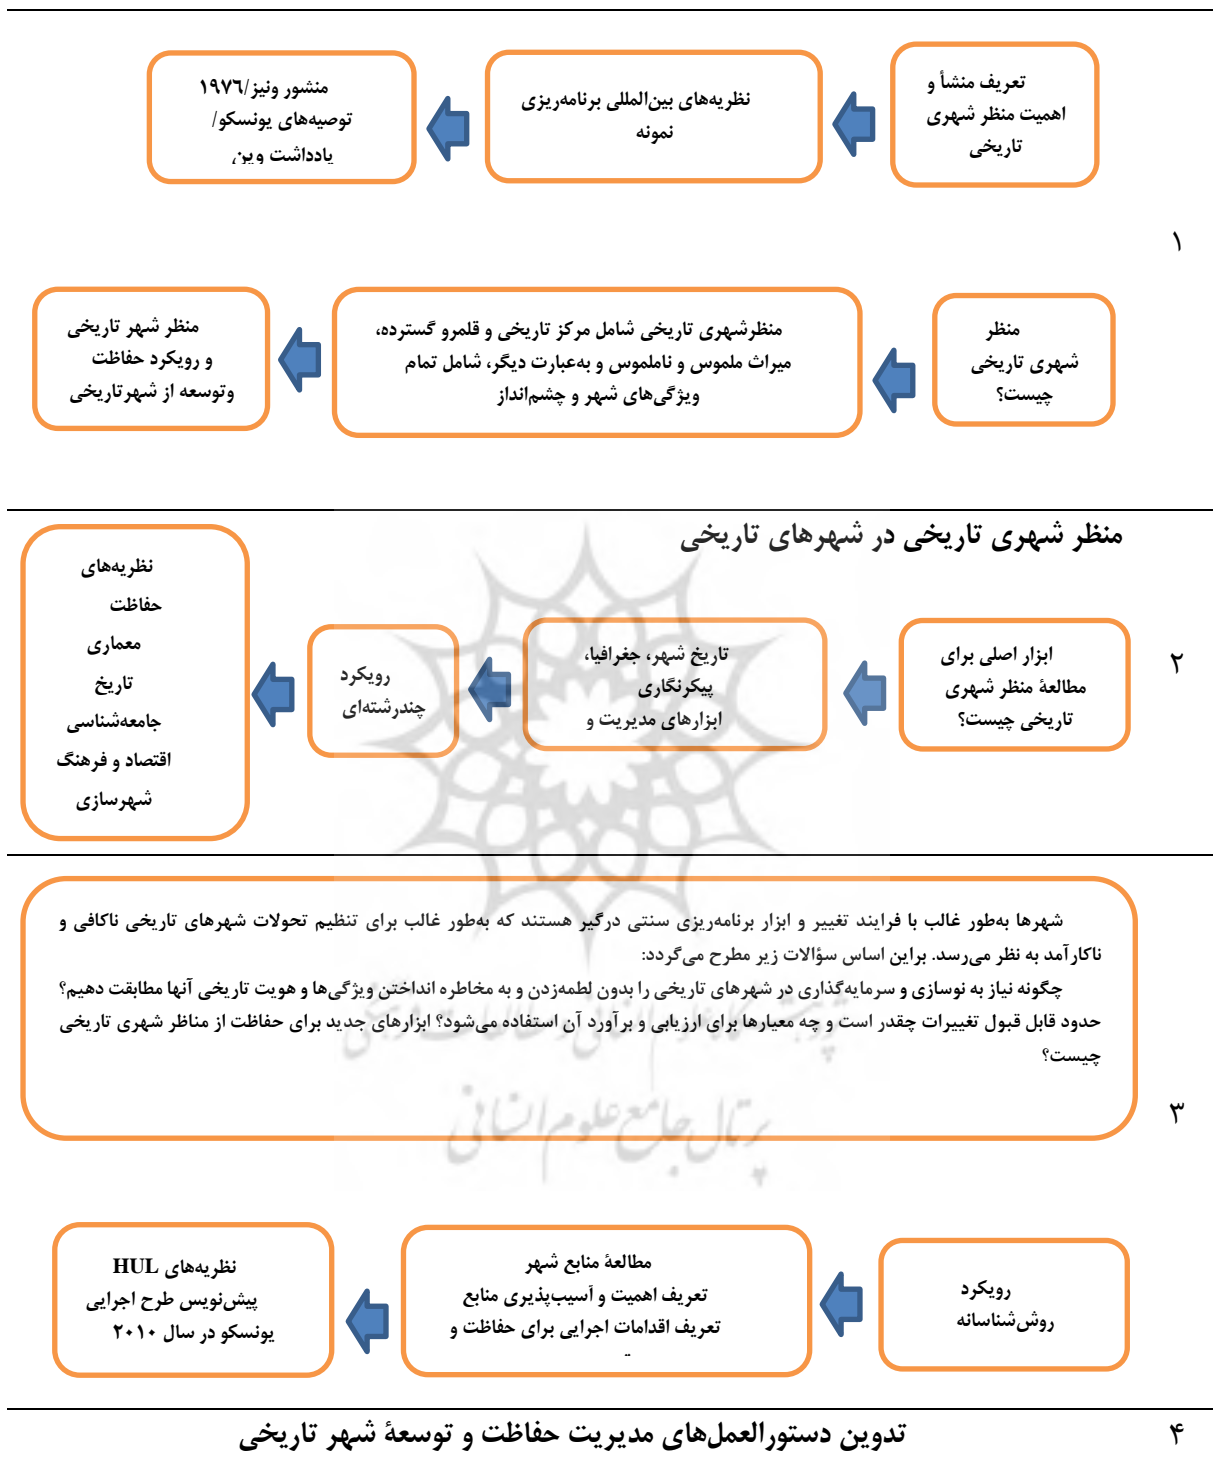 تعریف منشأ و
اهمیت منظر شهری
تاریخی
نظریه‌های بین‌المللی برنامه‌ریزی
نمونه
منشور ونیز/۱۹۷۶
توصیه‌های یونسکو/
یادداشت وین
۱
منظر
شهری تاریخی
چیست؟
منظرشهری تاریخی شامل مرکز تاریخی و قلمرو گسترده،
میراث ملموس و ناملموس و به‌عبارت دیگر، شامل تمام
ویژگی‌های شهر و چشم‌انداز
منظر شهر تاریخی
و رویکرد حفاظت
وتوسعه از شهرتاریخی
منظر شهری تاریخی در شهرهای تاریخی
۲
ابزار اصلی برای
مطالعهٔ منظر شهری
تاریخی چیست؟
تاریخ شهر، جغرافیا،
پیکرنگاری
ابزارهای مدیریت و
رویکرد
چندرشته‌ای
نظریه‌های
حفاظت
معماری
تاریخ
جامعه‌شناسی
اقتصاد و فرهنگ
شهرسازی
شهرها به‌طور غالب با فرایند تغییر و ابزار برنامه‌ریزی سنتی درگیر هستند که به‌طور غالب برای تنظیم تحولات شهرهای تاریخی ناکافی و
ناکارآمد به نظر می‌رسد. براین اساس سؤالات زیر مطرح می‌گردد:
چگونه نیاز به نوسازی و سرمایه‌گذاری در شهرهای تاریخی را بدون لطمه‌زدن و به مخاطره انداختن ویژگی‌ها و هویت تاریخی آنها مطابقت دهیم؟
حدود قابل قبول تغییرات چقدر است و چه معیارها برای ارزیابی و برآورد آن استفاده می‌شود؟ ابزارهای جدید برای حفاظت از مناظر شهری تاریخی
چیست؟
پژوهشگاه علوم انسانی و مطالعات فرهنگی
پرتال جامع علوم انسانی
۳
رویکرد
روش‌شناسانه
مطالعهٔ منابع شهر
تعریف اهمیت و آسیب‌پذیری منابع
تعریف اقدامات اجرایی برای حفاظت و
نظریه‌های HUL
پیش‌نویس طرح اجرایی
یونسکو در سال ۲۰۱۰
۴
تدوین دستورالعمل‌های مدیریت حفاظت و توسعهٔ شهر تاریخی